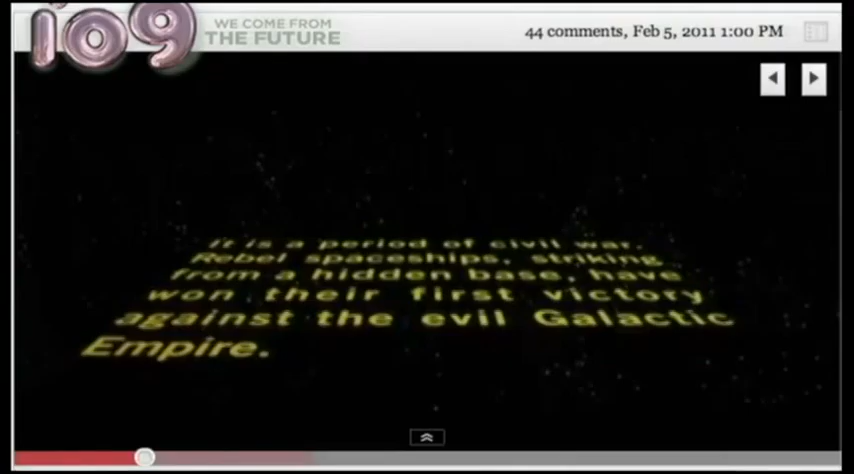 io9
WE COME FROM
THE FUTURE
44 comments, Feb 5, 2011 1:00 PM
It is a period of civil war.
Rebel spaceships, striking
from a hidden base, have
won their first victory
against the evil Galactic
Empire.